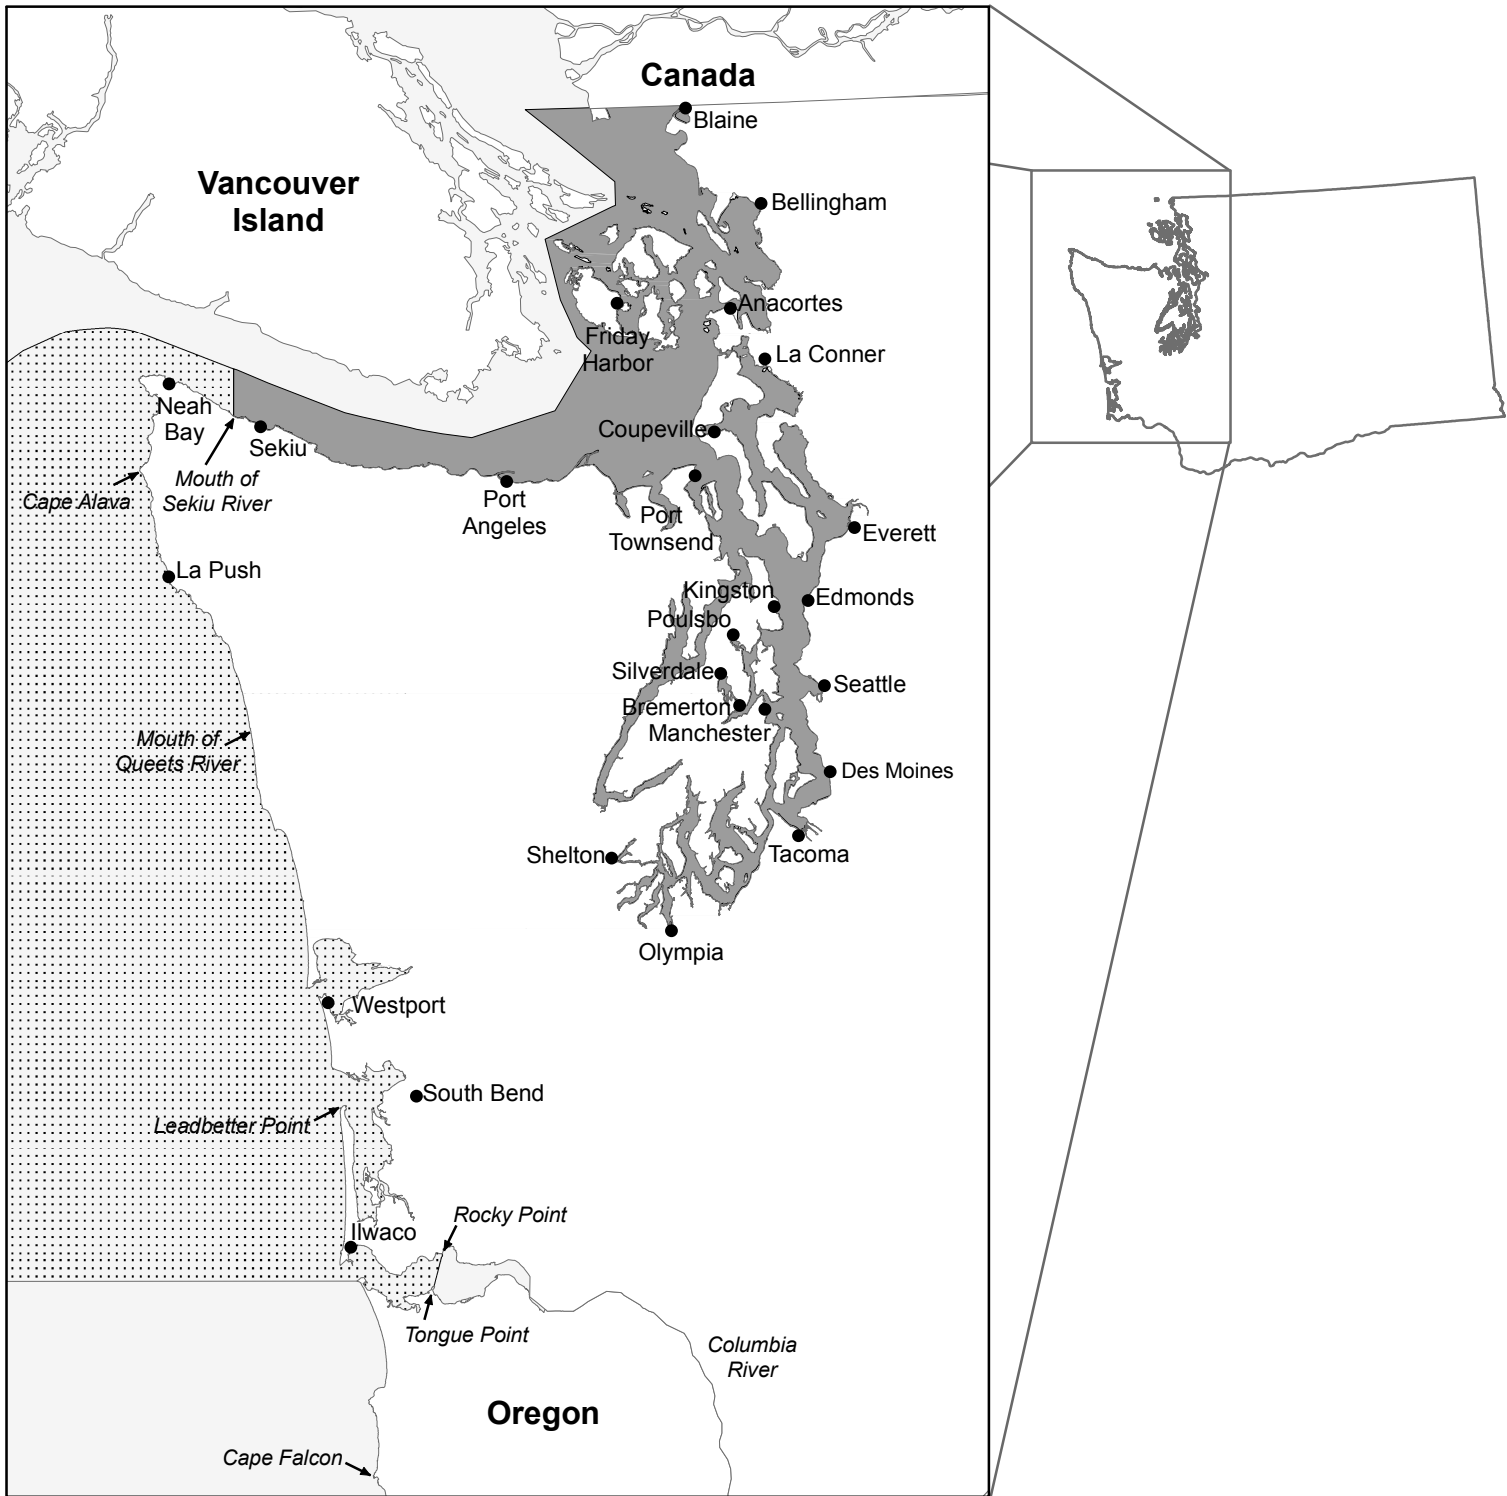 Canada
Blaine
Vancouver
Island
Bellingham
Anacortes
Friday
Harbor
La Conner
Neah
Bay
Sekiu
Coupeville
Mouth of
Sekiu River
Cape Alava
Port
Angeles
Port
Townsend
Everett
La Push
Kingston
Edmonds
Poulsbo
Silverdale
Seattle
Bremerton
Manchester
Mouth of
Queets River
Des Moines
Shelton
Tacoma
Olympia
Westport
South Bend
Leadbetter Point
Rocky Point
Ilwaco
Tongue Point
Columbia
River
Oregon
Cape Falcon